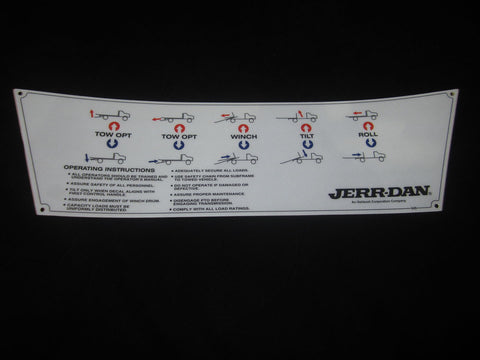 TOW OPT TOW OPT WINCH TILT ROLL
OPERATING INSTRUCTIONS
• ALL OPERATORS SHOULD BE TRAINED AND
UNDERSTAND THE OPERATOR'S MANUAL.
• ASSURE SAFETY OF ALL PERSONNEL.
• TILT ONLY WHEN DECAL ALIGNS WITH
FIRST CONTROL HANDLE.
• ASSURE ENGAGEMENT OF WINCH DRUM.
• CAPACITY LOADS MUST BE
UNIFORMLY DISTRIBUTED.
• ADEQUATELY SECURE ALL LOADS.
• USE SAFETY CHAIN FROM SUBFRAME
TO TOWED VEHICLE.
• DO NOT OPERATE IF DAMAGED OR
DEFECTIVE.
• ASSURE PROPER MAINTENANCE.
• DISENGAGE PTO BEFORE
ENGAGING TRANSMISSION.
• COMPLY WITH ALL LOAD RATINGS.
JERR-DAN
An Oshkosh Corporation Company